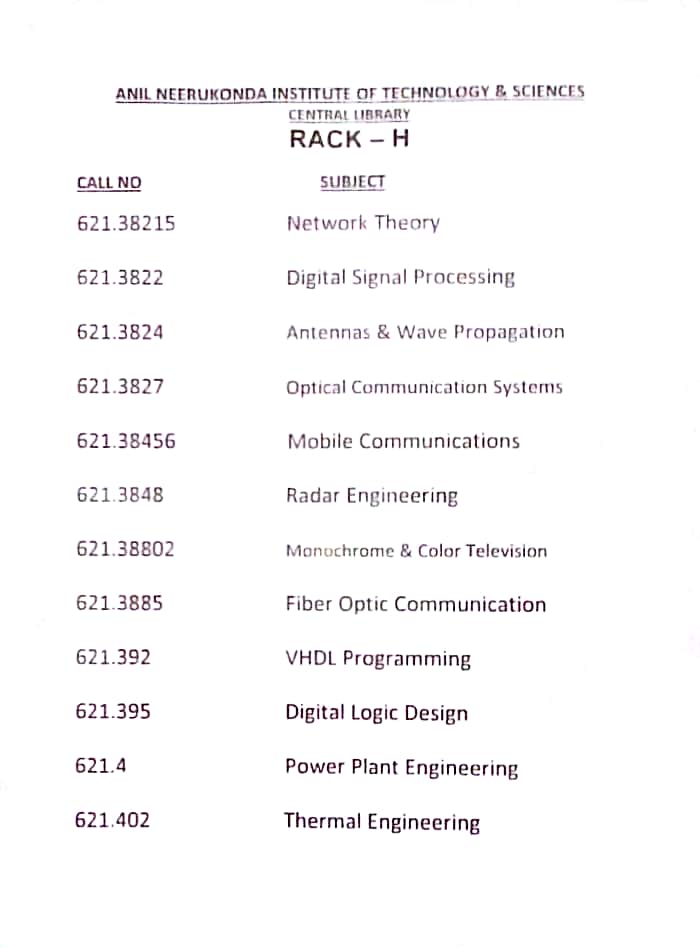 ANIL NEERUKONDA INSTITUTE OF TECHNOLOGY & SCIENCES
CENTRAL LIBRARY
RACK – H
CALL NO SUBJECT
621.38215 Network Theory
621.3822 Digital Signal Processing
621.3824 Antennas & Wave Propagation
621.3827 Optical Communication Systems
621.38456 Mobile Communications
621.3848 Radar Engineering
621.38802 Monochrome & Color Television
621.3885 Fiber Optic Communication
621.392 VHDL Programming
621.395 Digital Logic Design
621.4 Power Plant Engineering
621.402 Thermal Engineering